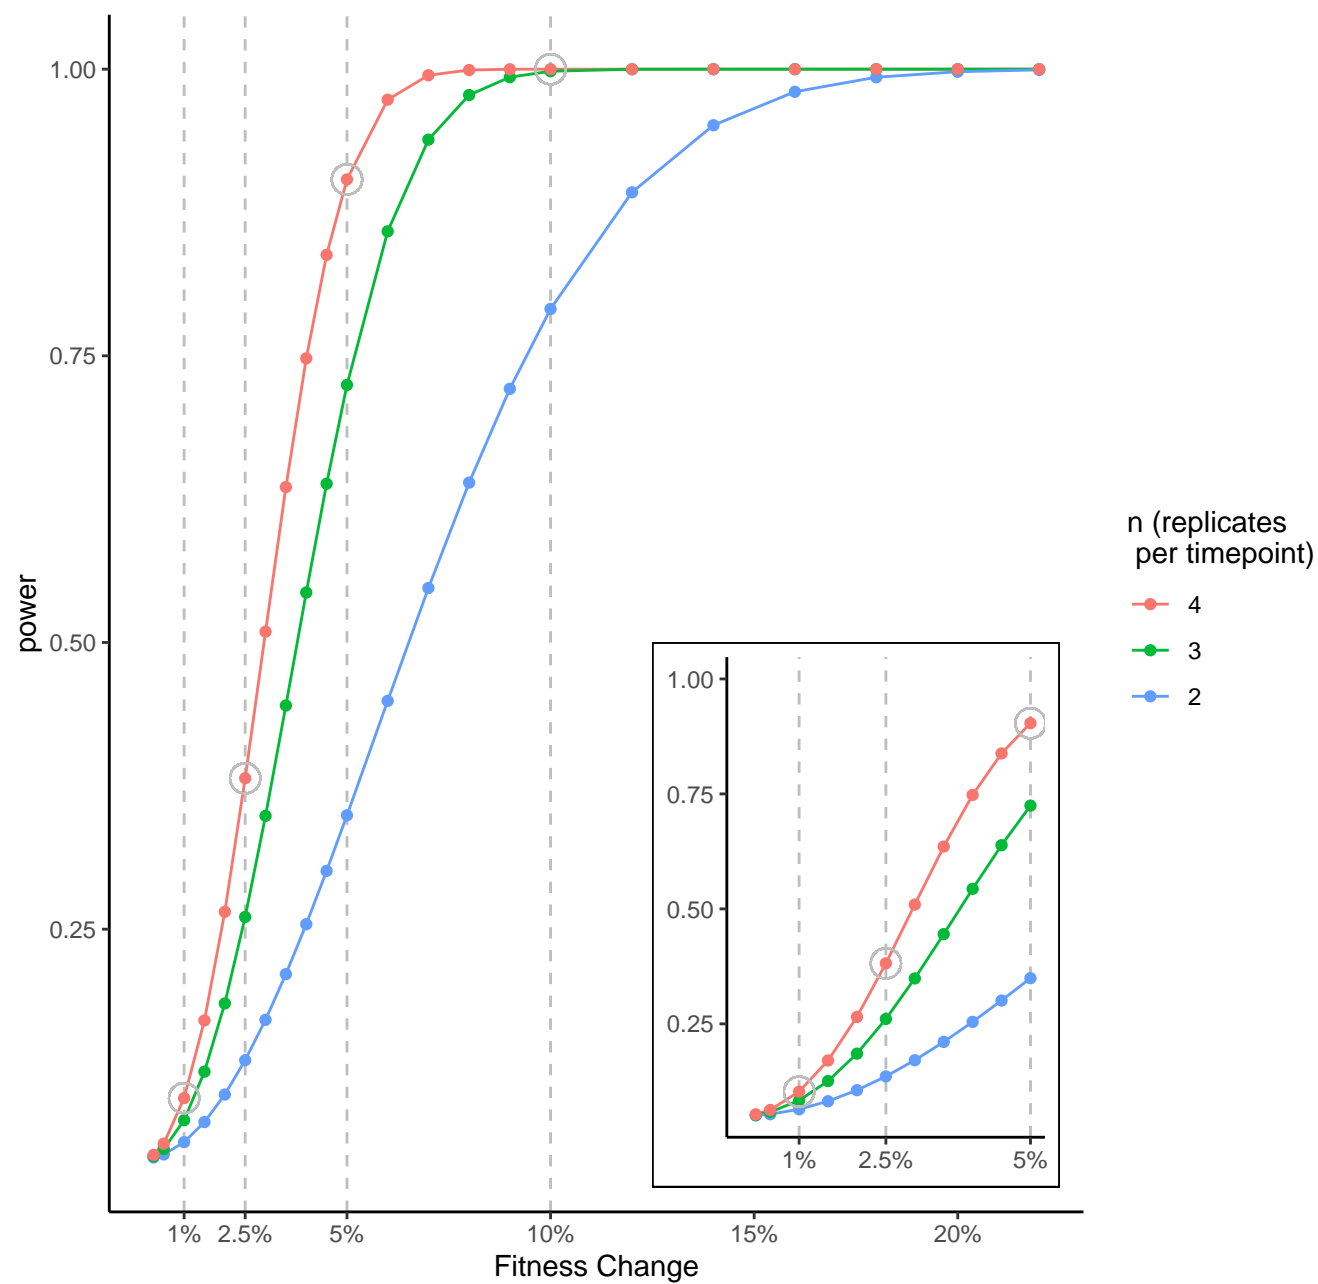 1.00
0.75
0.50
0.25
power
1% 2.5% 5% 10% 15% 20%
Fitness Change
1.00
0.75
0.50
0.25
1% 2.5% 5%
n (replicates
per timepoint)
4
3
2